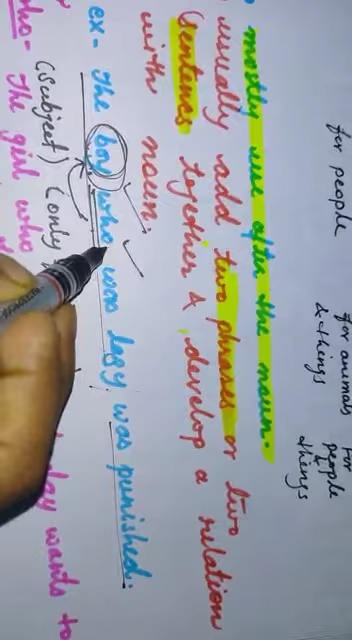 for people
for animals
& things
for
people
&
things
mostly use after the noun.
usually add two phrases or two
sentences together & develop a relation
with noun.
ex- The boy who was lazy was punished.
(Subject) (only
who- The girl who
day wants to